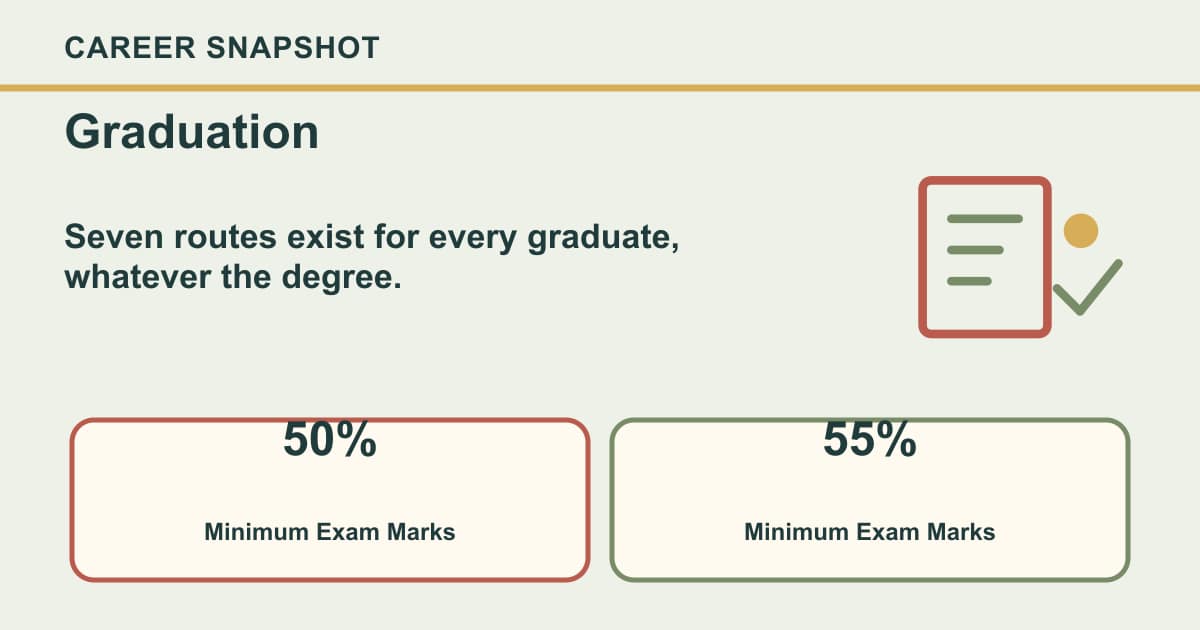 CAREER SNAPSHOT
Graduation
Seven routes exist for every graduate,
whatever the degree.
50%
Minimum Exam Marks
55%
Minimum Exam Marks